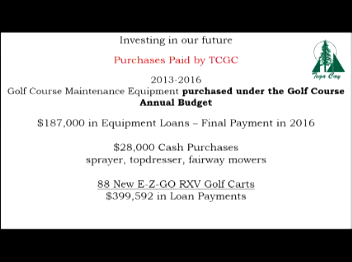 Investing in our future
Tega Cay
Purchases Paid by TCGC
2013-2016
Golf Course Maintenance Equipment purchased under the Golf Course
Annual Budget
$187,000 in Equipment Loans – Final Payment in 2016
$28,000 Cash Purchases
sprayer, topdresser, fairway mowers
88 New E-Z-GO RXV Golf Carts
$399,592 in Loan Payments